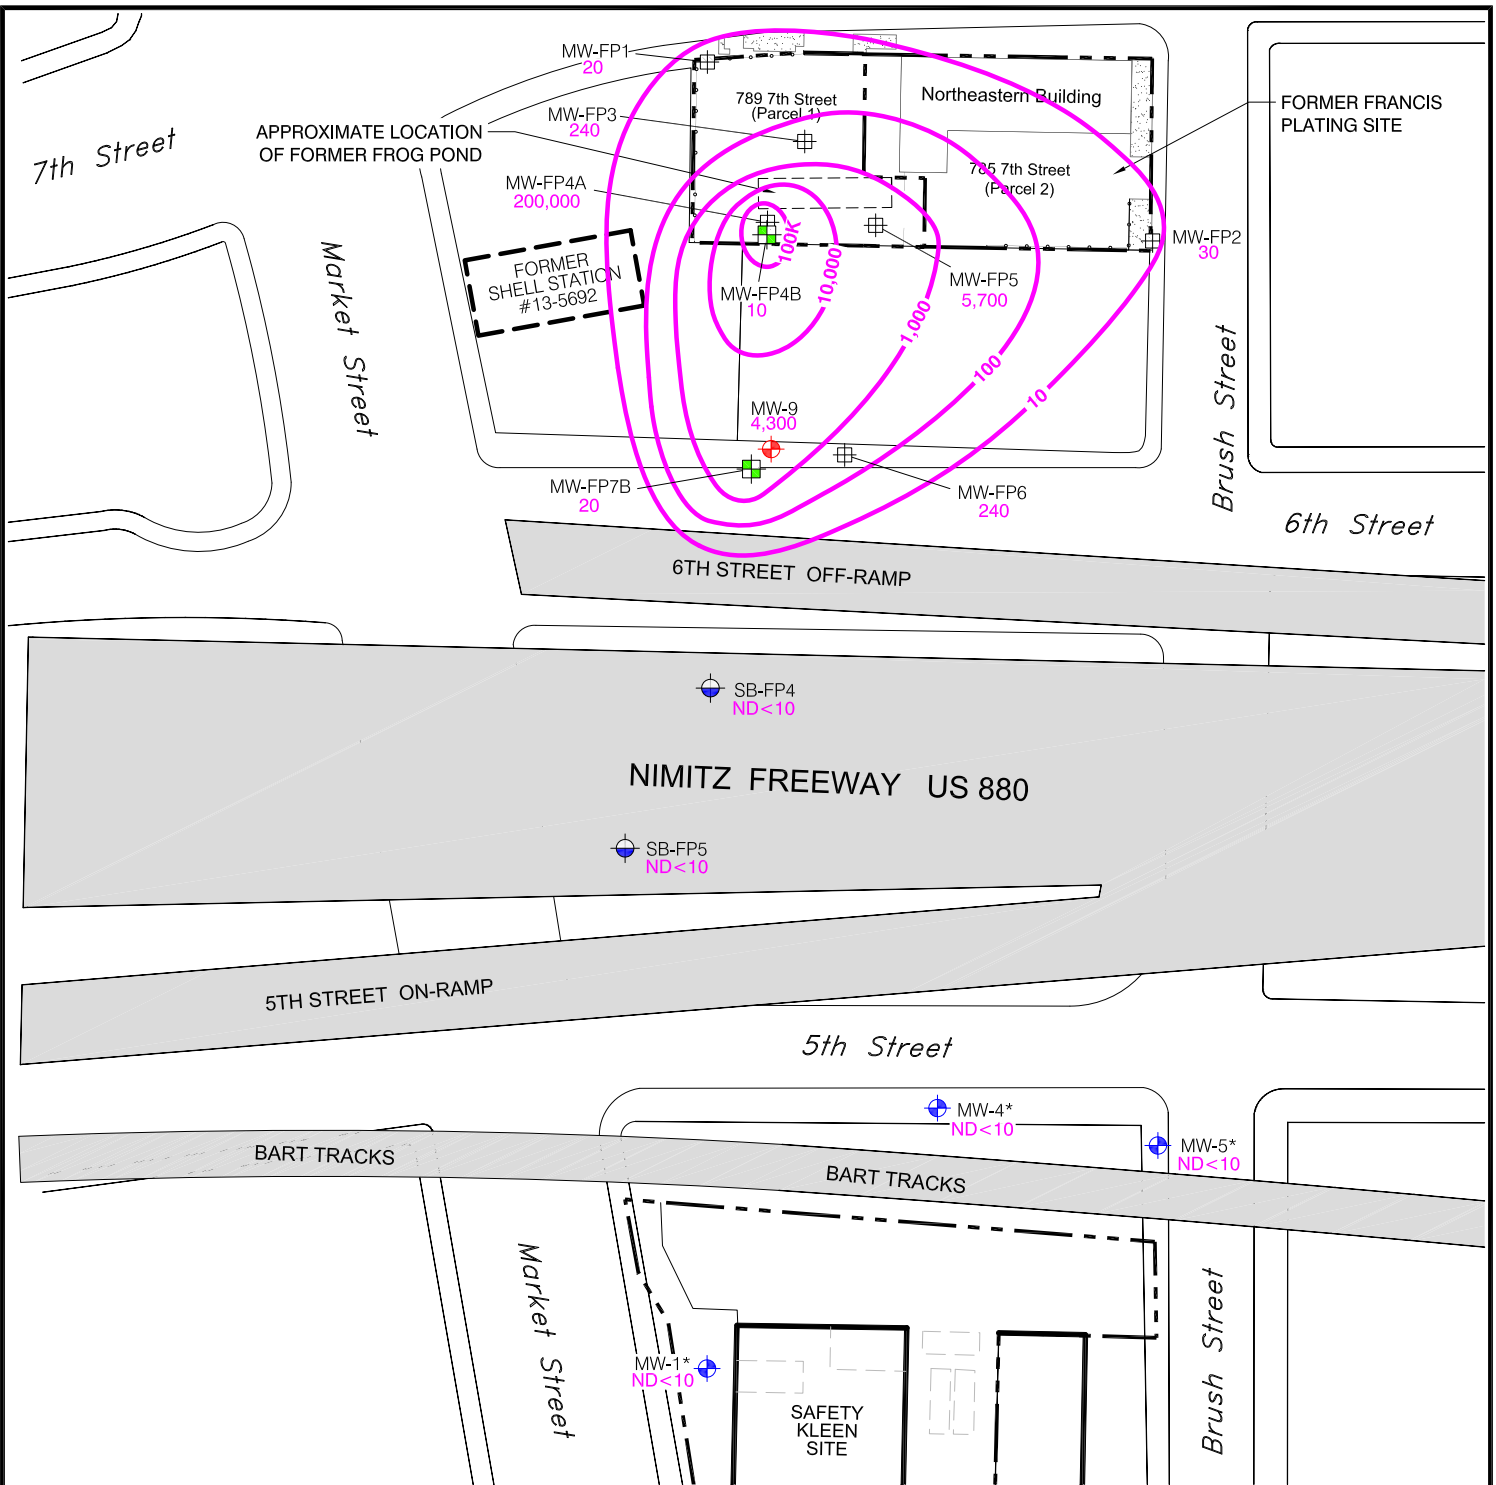 MW-FP1
20
789 7th Street
(Parcel 1)
Northeastern Building
FORMER FRANCIS
PLATING SITE
MW-FP3
240
APPROXIMATE LOCATION
OF FORMER FROG POND
7th Street
MW-FP4A
200,000
785 7th Street
(Parcel 2)
MW-FP2
30
Market Street
FORMER
SHELL STATION
#13-5692
100K
10,000
MW-FP4B
10
MW-FP5
5,700
1,000
100
10
Brush Street
MW-9
4,300
MW-FP7B
20
MW-FP6
240
6th Street
6TH STREET OFF-RAMP
SB-FP4
ND<10
NIMITZ FREEWAY US 880
SB-FP5
ND<10
5TH STREET ON-RAMP
5th Street
MW-4*
ND<10
MW-5*
ND<10
BART TRACKS
BART TRACKS
Market Street
Brush Street
MW-1*
ND<10
SAFETY
KLEEN
SITE